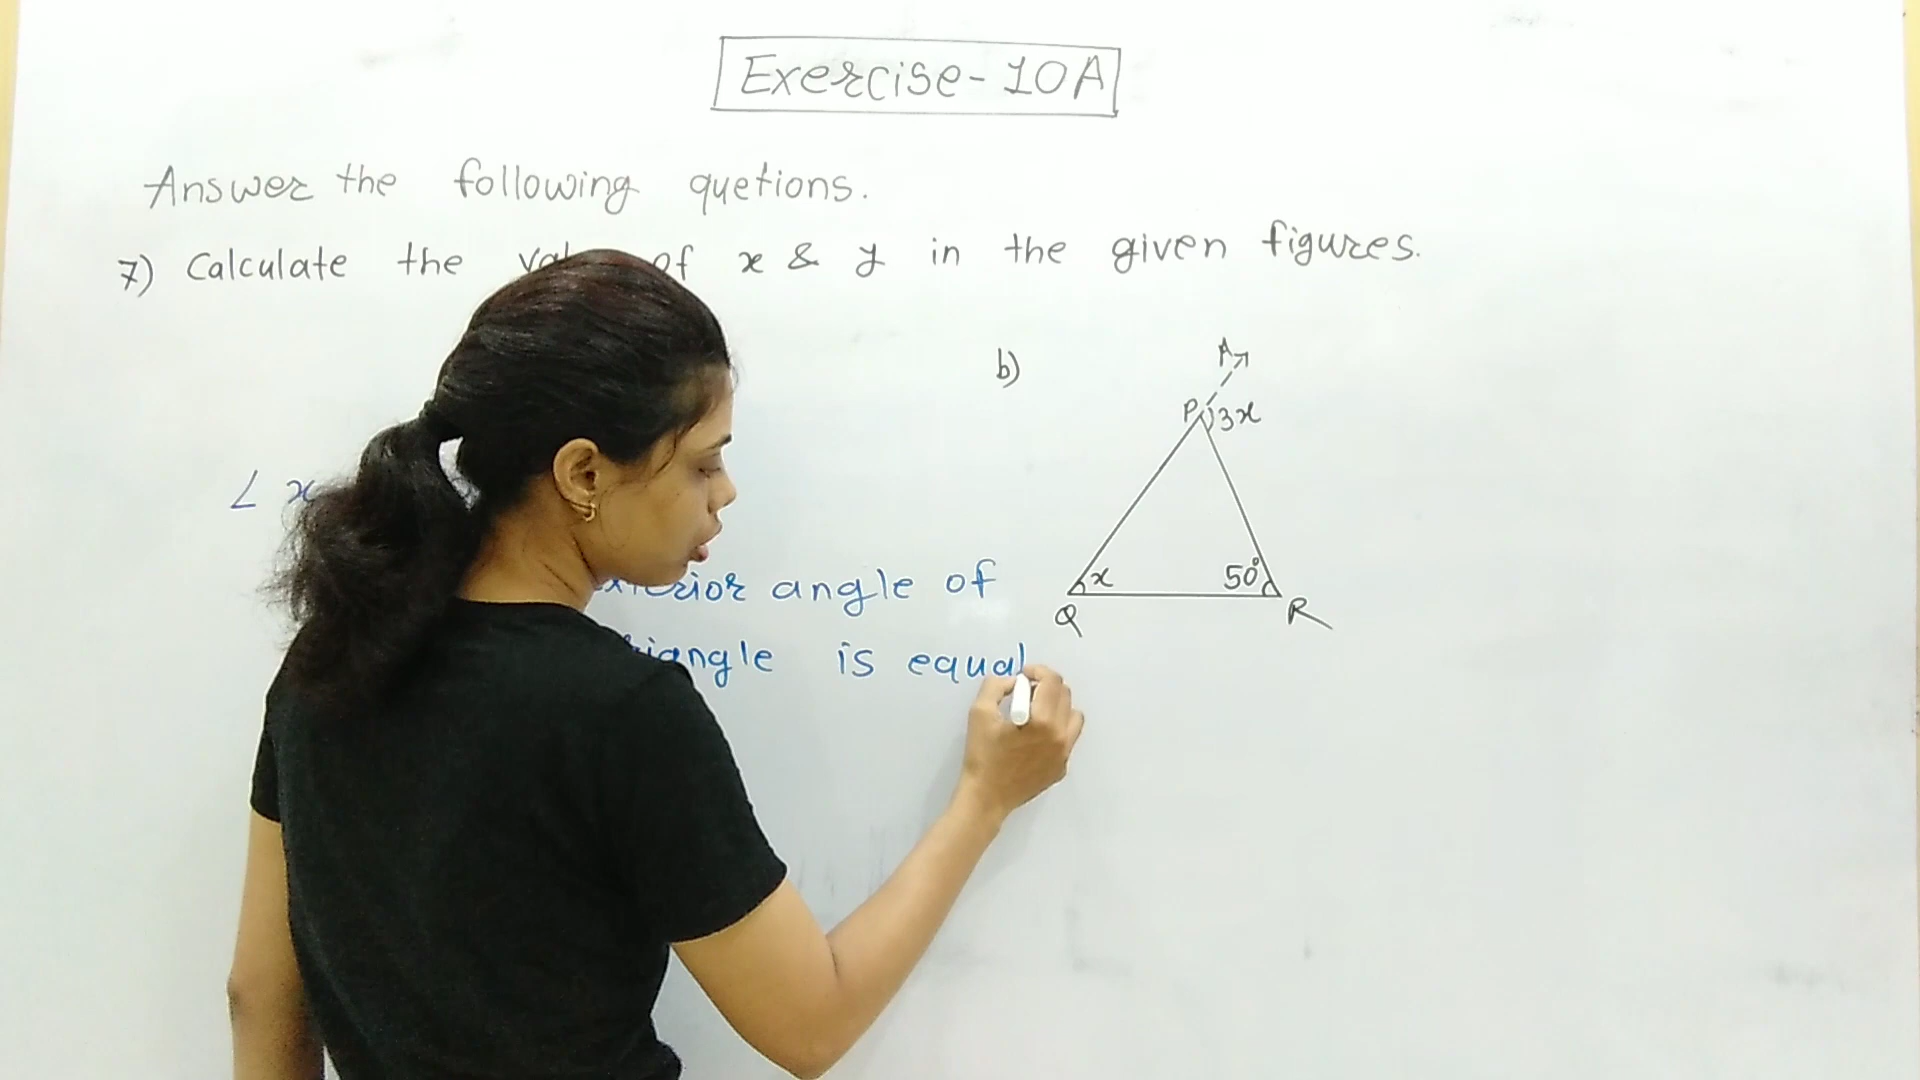 Exercise-10A
Answer the following quetions.
7) Calculate the of x & y in the given figures.
b)
A
P 3x
∠ x
angle of
x 50°
Q R
is equal